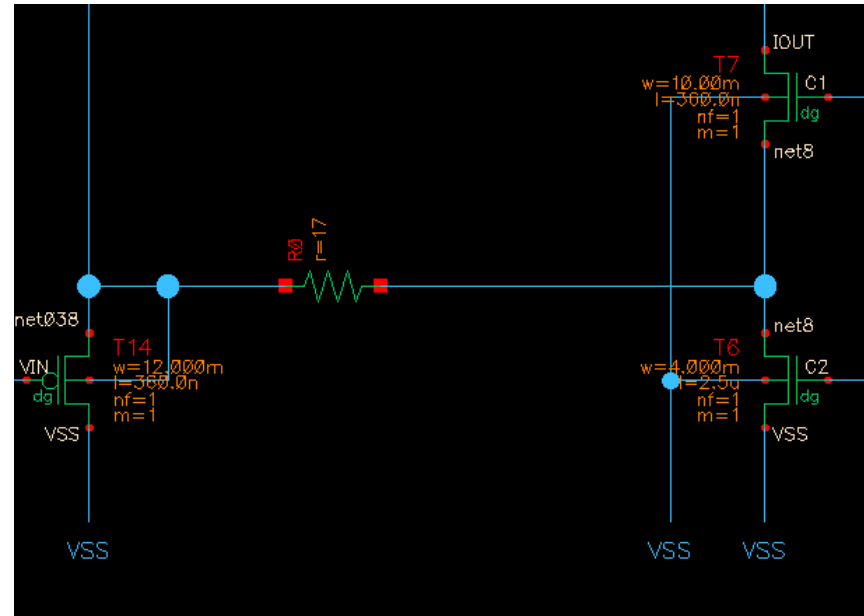 IOUT
T7
w=10.00m
l=300.0n
nf=1
m=1
C1
dg
net8
R0
r=17
net038
VIN
dg
VSS
T14
w=12.000m
l=360.0n
nf=1
m=1
net8
T6
w=4.000m
l=2.5u
nf=1
m=1
C2
dg
VSS
VSS
VSS
VSS